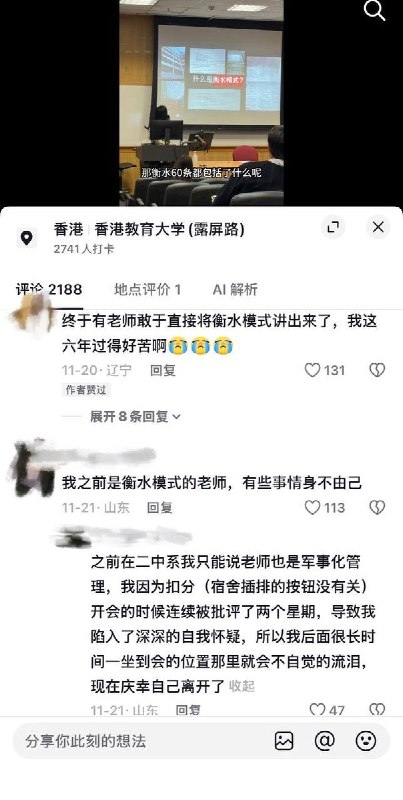 什么是衡水模式？
那衡水60条都包括了什么呢
香港 | 香港教育大学 (露屏路)
2741人打卡
评论 2188
地点评价 1
AI 解析
终于有老师敢于直接将衡水模式讲出来了，我这
六年过得好苦啊😭😭😭
11-20 · 辽宁 回复 131
作者赞过
展开 8 条回复
我之前是衡水模式的老师，有些事情身不由己
11-21 · 山东 回复 113
之前在二中系我只能说老师也是军事化管
理，我因为扣分（宿舍插排的按钮没有关）
开会的时候连续被批评了两个星期，导致我
陷入了深深的自我怀疑，所以我后面很长时
间一坐到会的位置那里就会不自觉的流泪，
现在庆幸自己离开了 收起
11-21 · 山东 回复 47
分享你此刻的想法